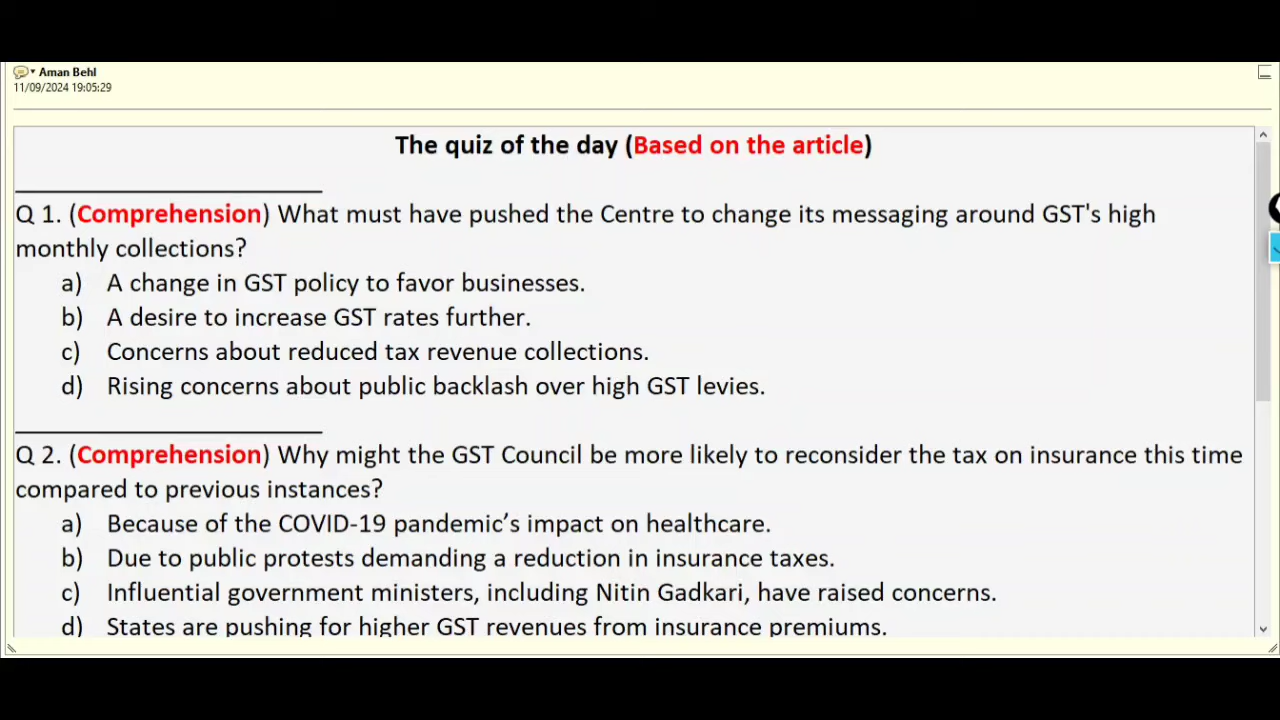 Aman Behl
11/09/2024 19:05:29
The quiz of the day (Based on the article)
Q 1. (Comprehension) What must have pushed the Centre to change its messaging around GST's high
monthly collections?
a) A change in GST policy to favor businesses.
b) A desire to increase GST rates further.
c) Concerns about reduced tax revenue collections.
d) Rising concerns about public backlash over high GST levies.
Q 2. (Comprehension) Why might the GST Council be more likely to reconsider the tax on insurance this time
compared to previous instances?
a) Because of the COVID-19 pandemic’s impact on healthcare.
b) Due to public protests demanding a reduction in insurance taxes.
c) Influential government ministers, including Nitin Gadkari, have raised concerns.
d) States are pushing for higher GST revenues from insurance premiums.